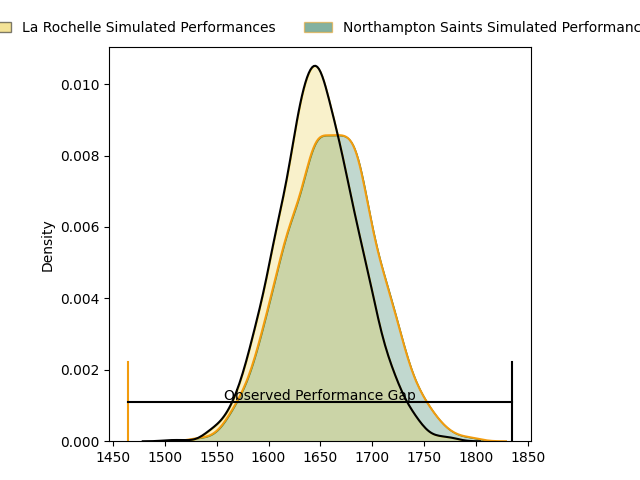 La Rochelle Simulated Performances
Northampton Saints Simulated
0.010
0.008
0.006
0.004
0.002
0.000
Density
Observed Performance Gap
1450 1500 1550 1600 1650 1700 1750 1800 1850